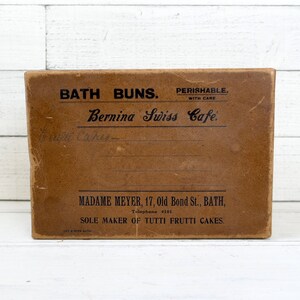 BATH BUNS.
PERISHABLE.
WITH CARE
Bernina Swiss Café.
MADAME MEYER, 17, Old Bond St., BATH,
Telephone
SOLE MAKER OF TUTTI FRUTTI CAKES.